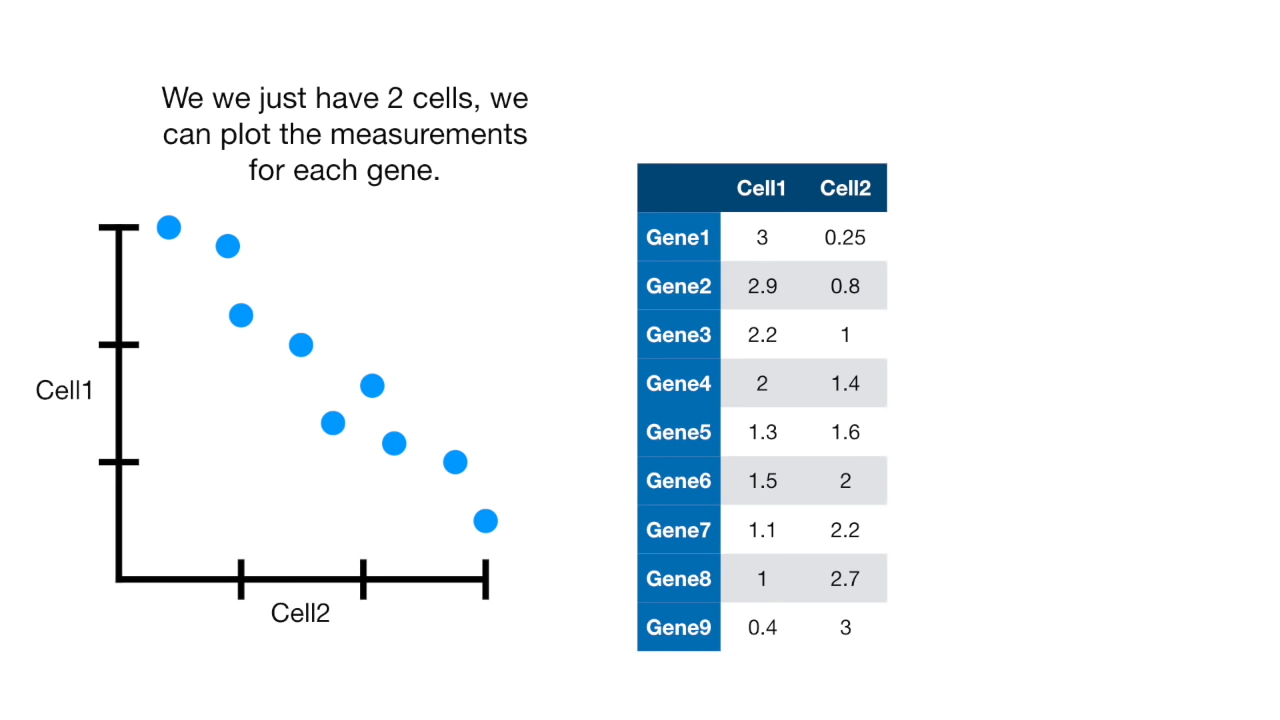 We we just have 2 cells, we
can plot the measurements
for each gene.
Cell1
Cell2
Cell1 Cell2
Gene1 3 0.25
Gene2 2.9 0.8
Gene3 2.2 1
Gene4 2 1.4
Gene5 1.3 1.6
Gene6 1.5 2
Gene7 1.1 2.2
Gene8 1 2.7
Gene9 0.4 3